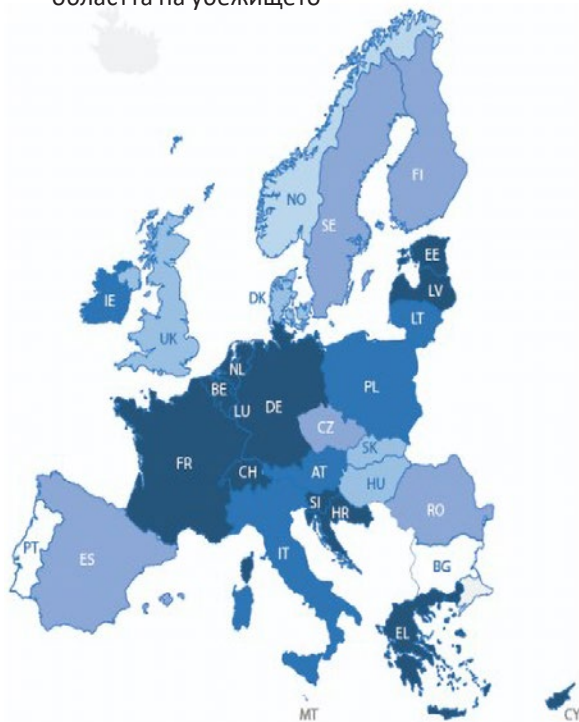 областта на убежището
NO
FI
SE
EE
LV
LT
IE
DK
UK
NL
BE
LU
DE
PL
CZ
SK
FR
CH
AT
HU
SI
HR
RO
PT
ES
IT
BG
EL
MT
CY